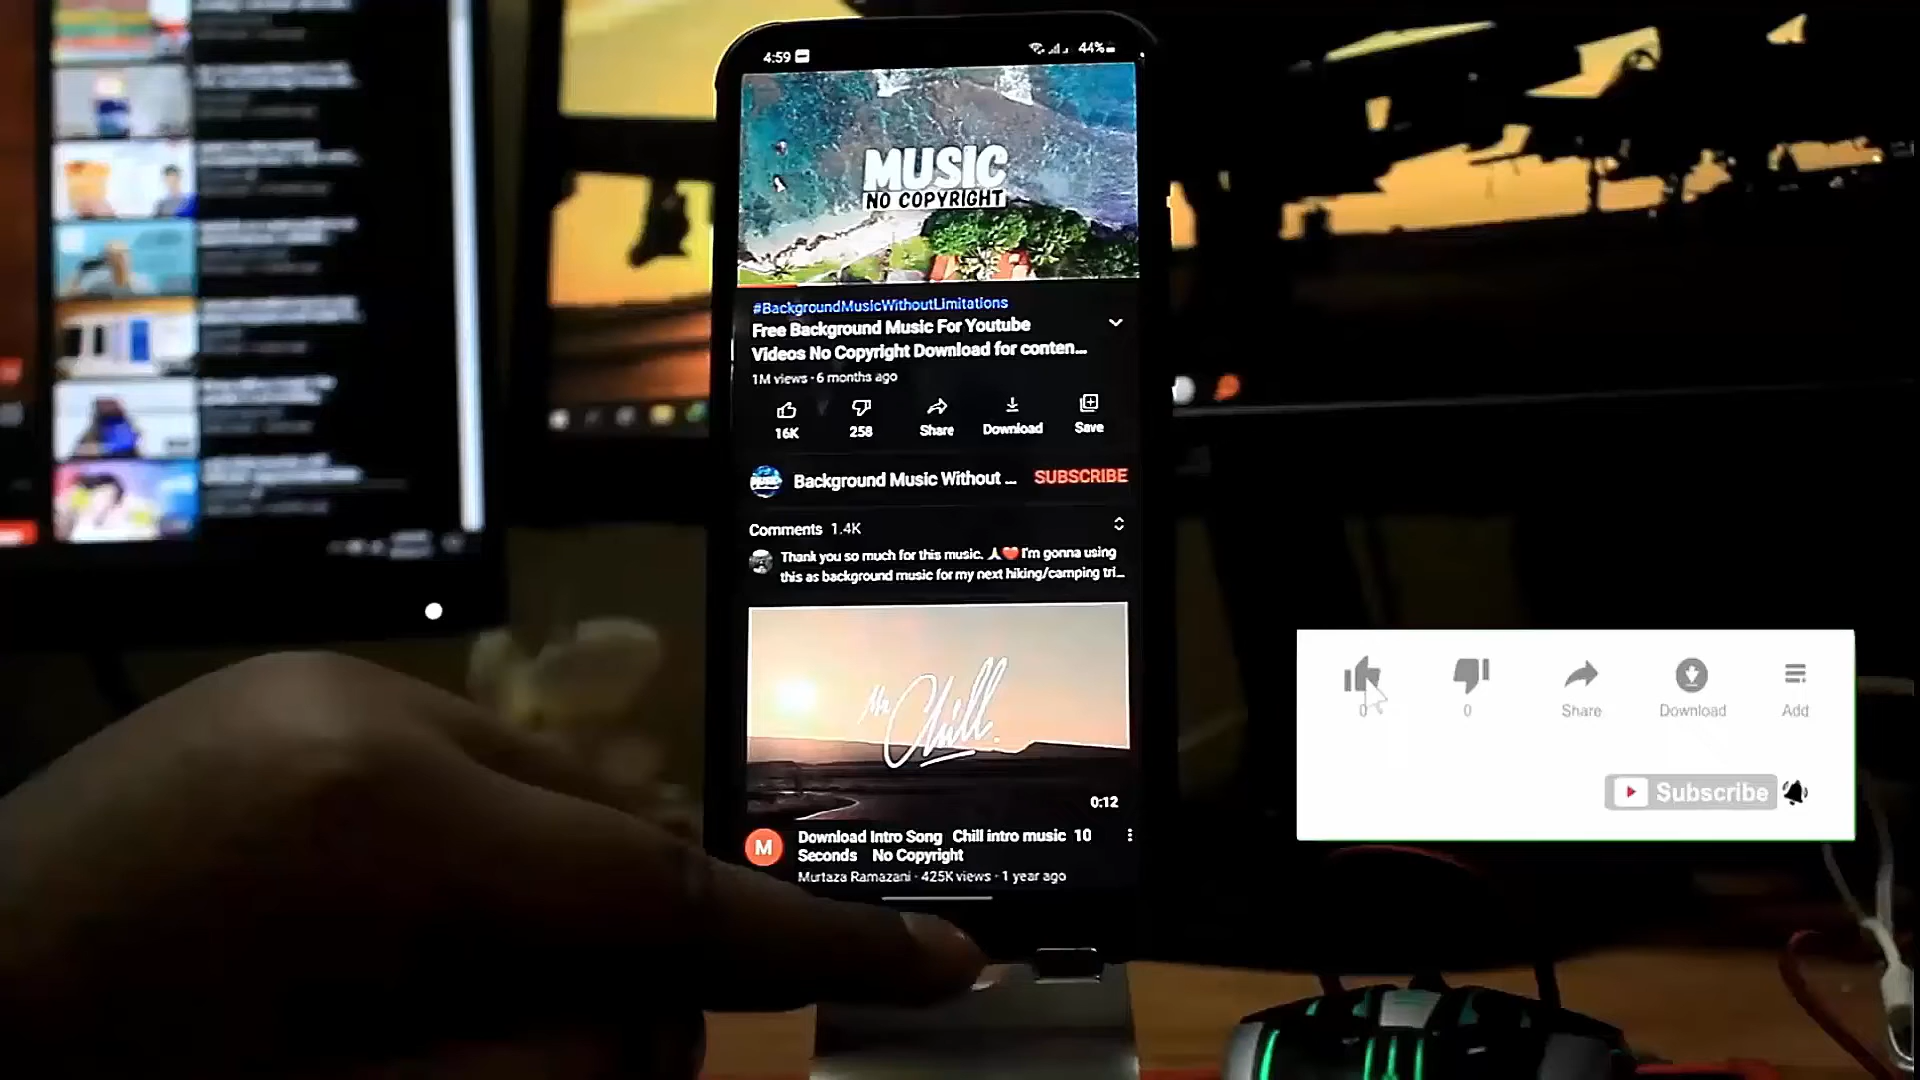 4:59
44%
MUSIC
NO COPYRIGHT
#BackgroundMusicWithoutLimitations
Free Background Music For Youtube
Videos No Copyright Download for conten...
1M views · 6 months ago
16K
258
Share
Download
Save
Background Music Without ...
SUBSCRIBE
Comments 1.4K
Thank you so much for this music. 🙏❤️ I'm gonna using
this as background music for my next hiking/camping tri...
Mr. Chill.
0:12
M
Download Intro Song Chill intro music 10
Seconds No Copyright
Murtaza Ramazani · 425K views · 1 year ago
0
0
Share
Download
Add
Subscribe